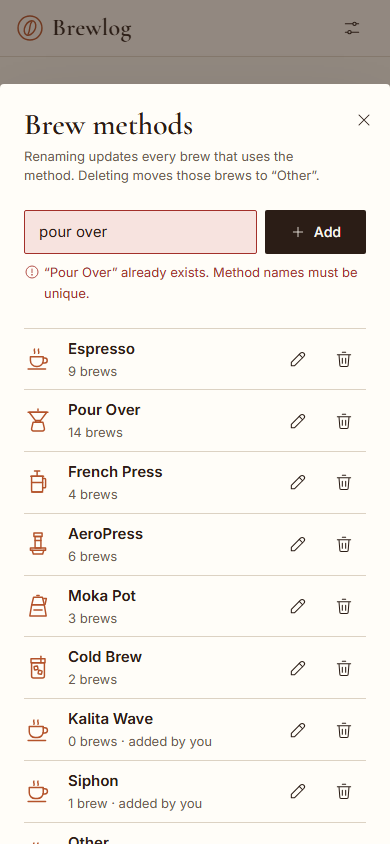 Brewlog
Brew methods
Renaming updates every brew that uses the
method. Deleting moves those brews to “Other”.
pour over
Add
“Pour Over” already exists. Method names must be
unique.
Espresso
9 brews
Pour Over
14 brews
French Press
4 brews
AeroPress
6 brews
Moka Pot
3 brews
Cold Brew
2 brews
Kalita Wave
0 brews · added by you
Siphon
1 brew · added by you
Other